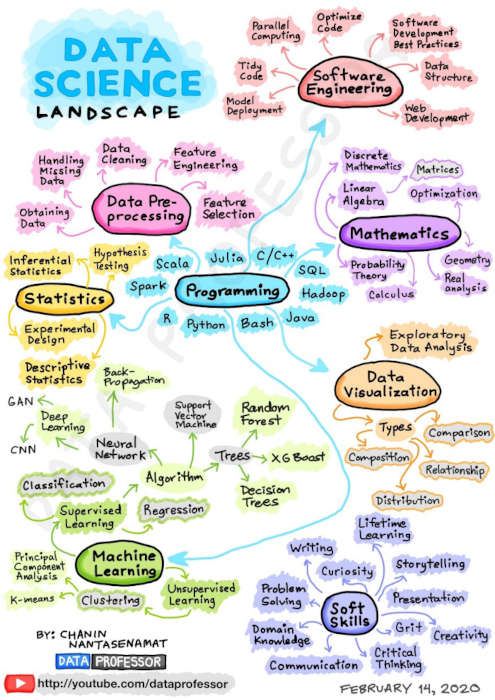 DATA
SCIENCE
LANDSCAPE
Parallel
Computing
Optimize
Code
Software
Development
Best Practices
Tidy
Code
Software
Engineering
Data
Structure
Model
Deployment
Web
Development
Handling
Missing
Data
Data
Cleaning
Feature
Engineering
Obtaining
Data
Data Pre-
processing
Feature
Selection
Discrete
Mathematics
Matrices
Linear
Algebra
Optimization
Mathematics
Probability
Theory
Calculus
Geometry
Real
analysis
Inferential
Statistics
Hypothesis
Testing
Statistics
Experimental
Design
Descriptive
Statistics
Scala
Julia
C/C++
SQL
Spark
Programming
Hadoop
R
Python
Bash
Java
Exploratory
Data Analysis
Data
Visualization
Types
Comparison
Composition
Relationship
Distribution
Back-
Propagation
GAN
Deep
Learning
CNN
Neural
Network
Support
Vector
Machine
Random
Forest
Algorithm
Trees
XGBoost
Decision
Trees
Classification
Supervised
Learning
Regression
Machine
Learning
Principal
Component
Analysis
K-means
Clustering
Unsupervised
Learning
Lifetime
Learning
Writing
Curiosity
Storytelling
Problem
Solving
Soft
Skills
Presentation
Domain
Knowledge
Grit
Creativity
Communication
Critical
Thinking
BY: CHANIN
NANTASENAMAT
DATA PROFESSOR
http://youtube.com/dataprofessor
FEBRUARY 14, 2020
DATA PROFESSOR